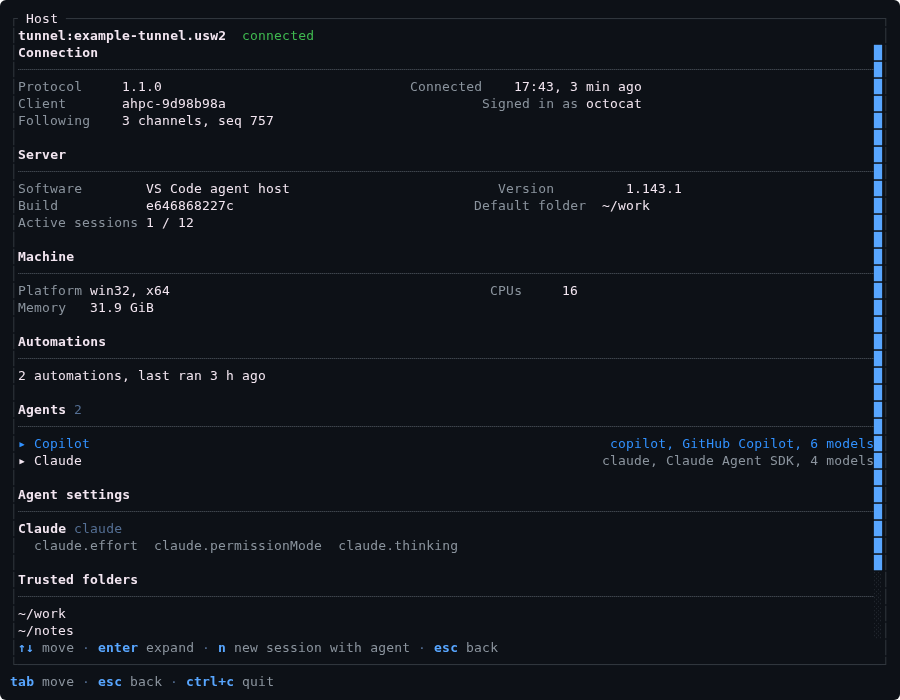 Host
tunnel:example-tunnel.usw2 connected
Connection
Protocol 1.1.0 Connected 17:43, 3 min ago
Client ahpc-9d98b98a Signed in as octocat
Following 3 channels, seq 757
Server
Software VS Code agent host Version 1.143.1
Build e646868227c Default folder ~/work
Active sessions 1 / 12
Machine
Platform win32, x64 CPUs 16
Memory 31.9 GiB
Automations
2 automations, last ran 3 h ago
Agents 2
▸ Copilot copilot, GitHub Copilot, 6 models
▸ Claude claude, Claude Agent SDK, 4 models
Agent settings
Claude claude
claude.effort claude.permissionMode claude.thinking
Trusted folders
~/work
~/notes
↑↓ move · enter expand · n new session with agent · esc back
tab move · esc back · ctrl+c quit